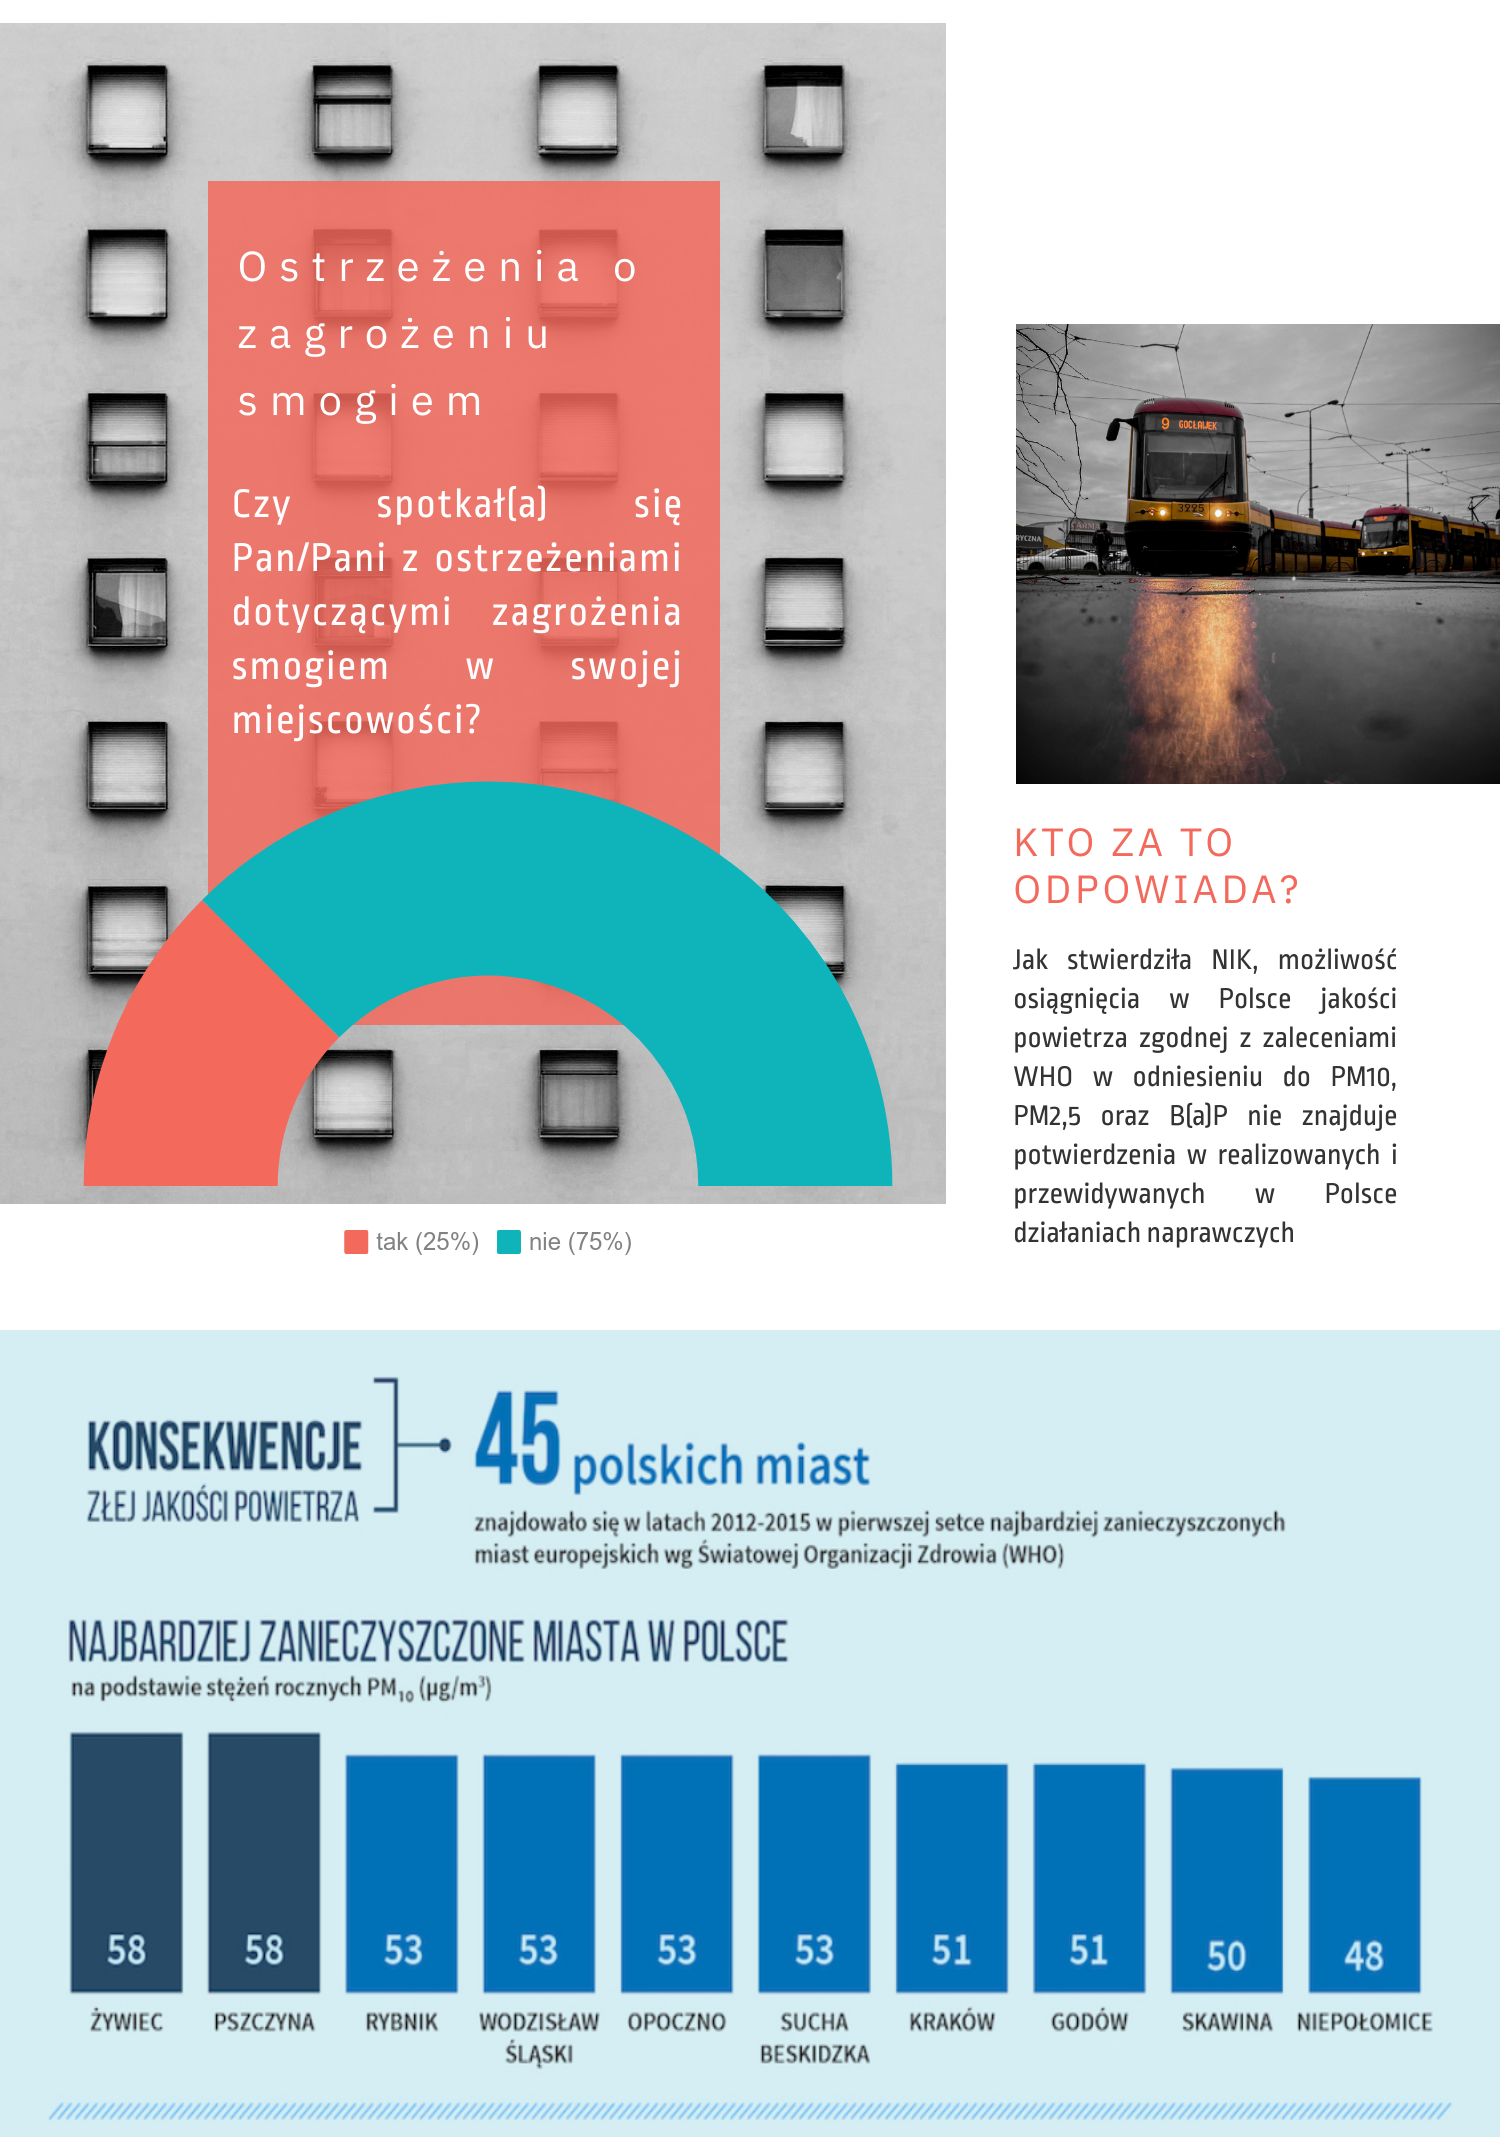 Ostrzeżenia o
zagrożeniu
smogiem
Czy spotkał(a) się
Pan/Pani z ostrzeżeniami
dotyczącymi zagrożenia
smogiem w swojej
miejscowości?
tak (25%) nie (75%)
9 GOCŁAWEK
3225
KTO ZA TO
ODPOWIADA?
Jak stwierdziła NIK, możliwość
osiągnięcia w Polsce jakości
powietrza zgodnej z zaleceniami
WHO w odniesieniu do PM10,
PM2,5 oraz B(a)P nie znajduje
potwierdzenia w realizowanych i
przewidywanych w Polsce
działaniach naprawczych
KONSEKWENCJE
ZŁEJ JAKOŚCI POWIETRZA
45 polskich miast
znajdowało się w latach 2012-2015 w pierwszej setce najbardziej zanieczyszczonych
miast europejskich wg Światowej Organizacji Zdrowia (WHO)
NAJBARDZIEJ ZANIECZYSZCZONE MIASTA W POLSCE
na podstawie stężeń rocznych PM₁₀ (µg/m³)
58 58 53 53 53 53 51 51 50 48
ŻYWIEC PSZCZYNA RYBNIK WODZISŁAW OPOCZNO SUCHA KRAKÓW GODÓW SKAWINA NIEPOŁOMICE
ŚLĄSKI BESKIDZKA